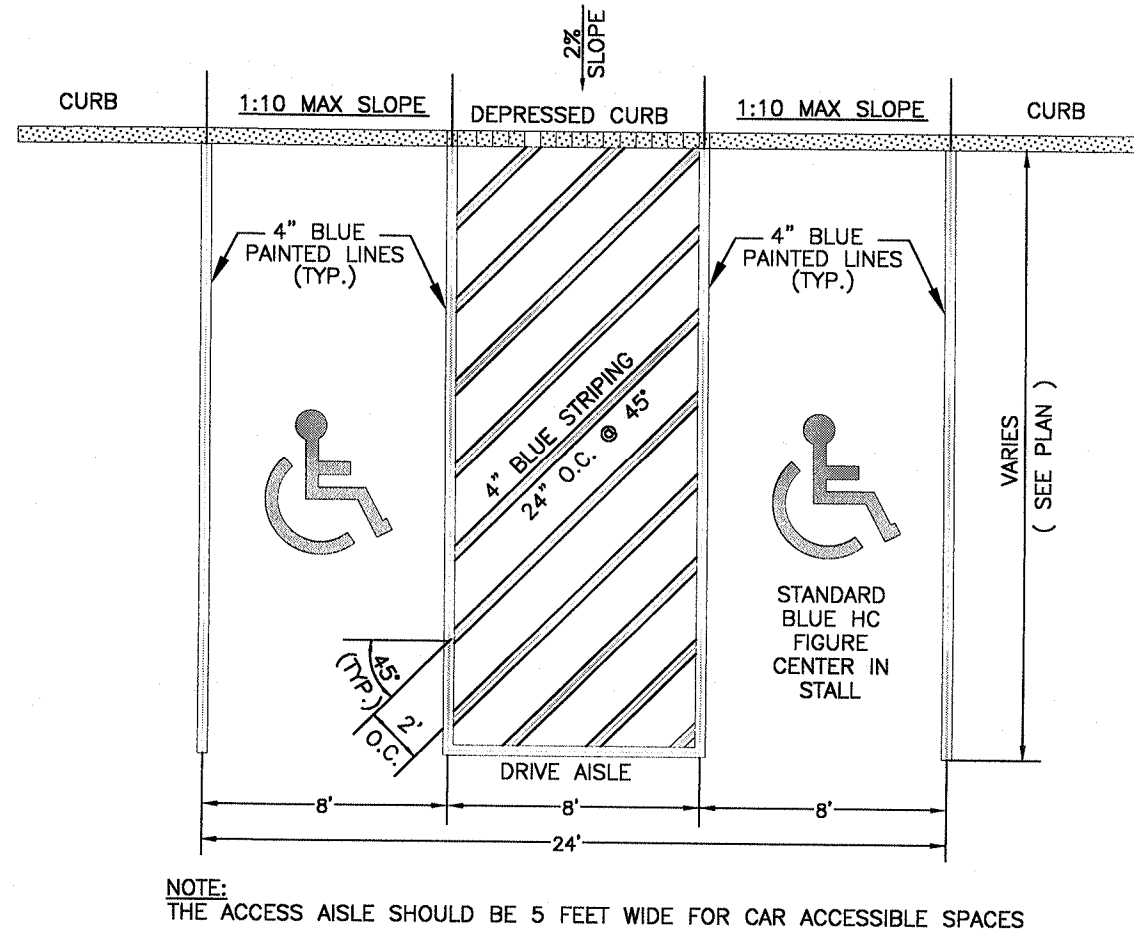 2%
SLOPE
CURB
1:10 MAX SLOPE
DEPRESSED CURB
1:10 MAX SLOPE
CURB
4" BLUE
PAINTED LINES
(TYP.)
4" BLUE
PAINTED LINES
(TYP.)
4" BLUE STRIPING
24" O.C. @ 45°
VARIES
( SEE PLAN )
STANDARD
BLUE HC
FIGURE
CENTER IN
STALL
45°
(TYP.)
2'
O.C.
DRIVE AISLE
8'
8'
8'
24'
NOTE:
THE ACCESS AISLE SHOULD BE 5 FEET WIDE FOR CAR ACCESSIBLE SPACES